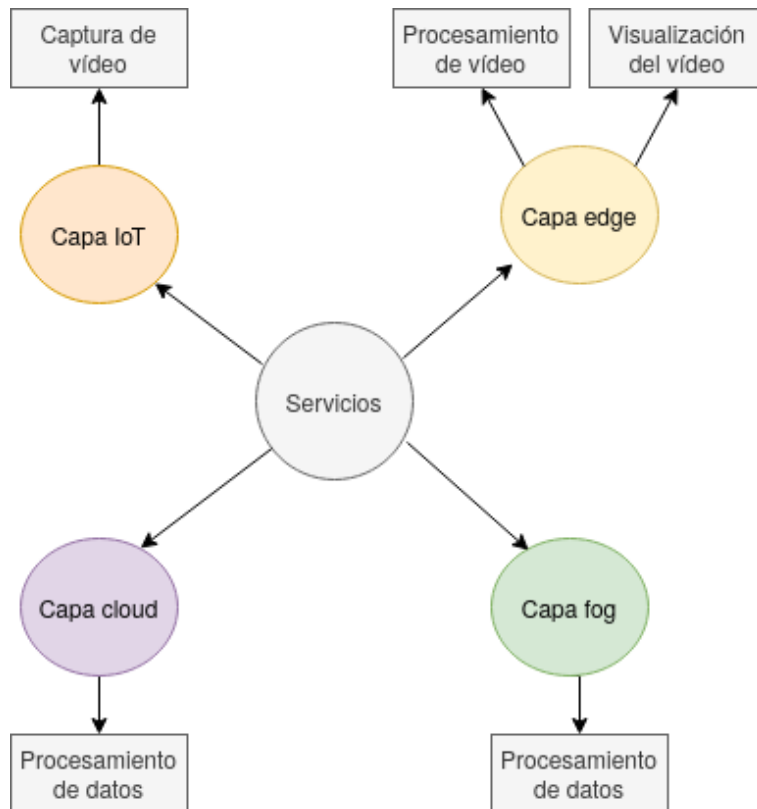 Captura de
vídeo
Procesamiento
de vídeo
Visualización
del vídeo
Capa IoT
Capa edge
Servicios
Capa cloud
Capa fog
Procesamiento
de datos
Procesamiento
de datos